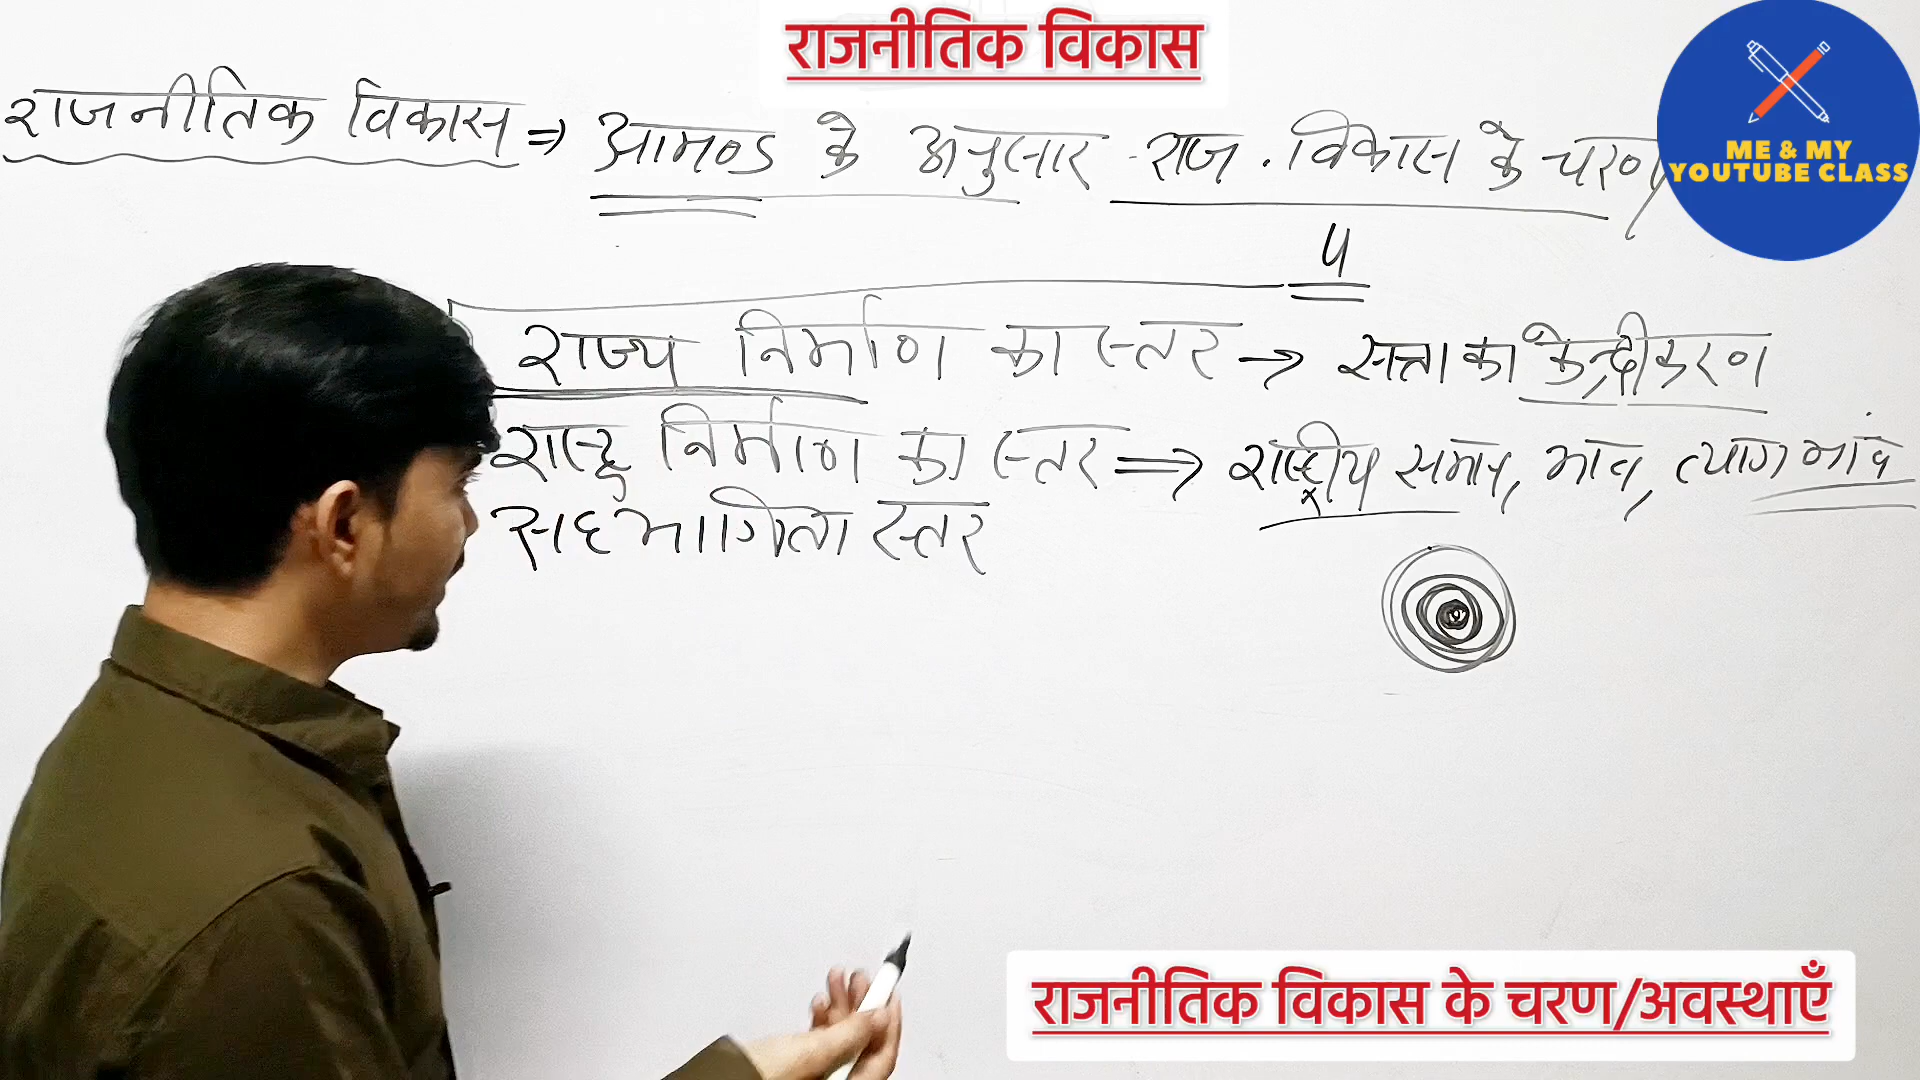 राजनीतिक विकास
ME & MY
YOUTUBE CLASS
राजनीतिक विकास ⇒ आमण्ड के अनुसार राज. विकास के चरण
4
राज्य निर्माण का स्तर → सत्ता का केन्द्रीकरण
राष्ट्र निर्माण का स्तर ⇒ राष्ट्रीय सम्मान, भाव, त्याग भाव
सहभागिता स्तर
राजनीतिक विकास के चरण/अवस्थाएँ